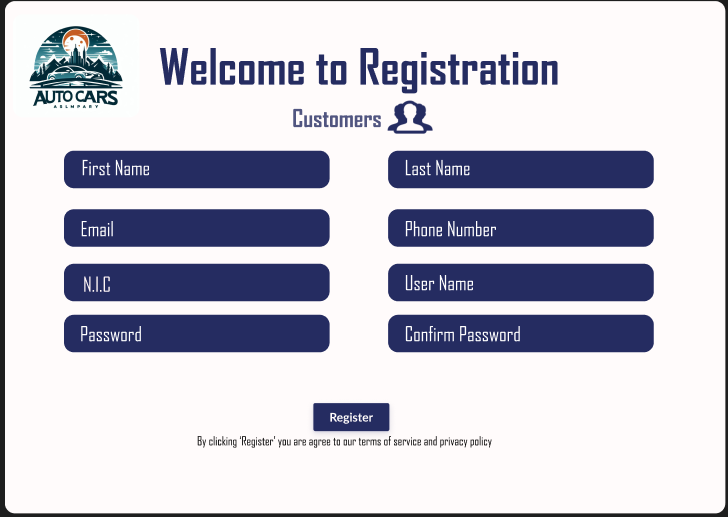 AUTO CARS
Welcome to Registration
Customers
First Name
Last Name
Email
Phone Number
N.I.C
User Name
Password
Confirm Password
Register
By clicking 'Register' you are agree to our terms of service and privacy policy